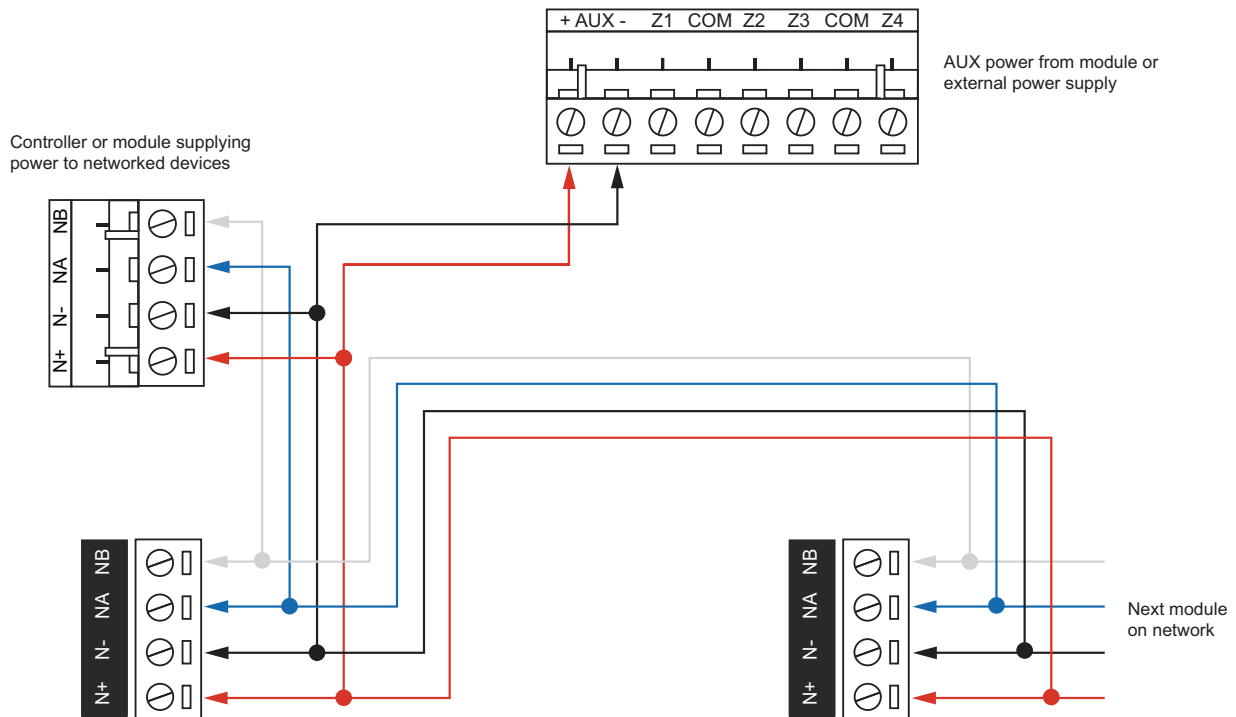 + AUX - Z1 COM Z2 Z3 COM Z4
AUX power from module or
external power supply
Controller or module supplying
power to networked devices
NB
NA
N-
N+
NB
NA
N-
N+
NB
NA
N-
N+
Next module
on network